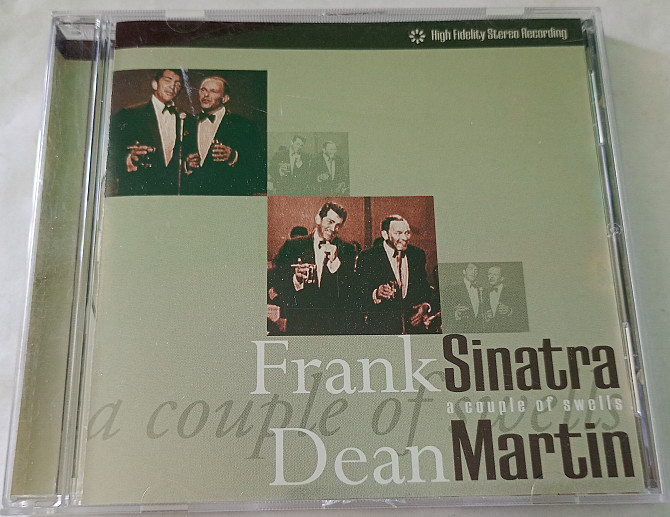 High Fidelity Stereo Recording
Frank Sinatra
a couple of swells
a couple of swells
Dean Martin